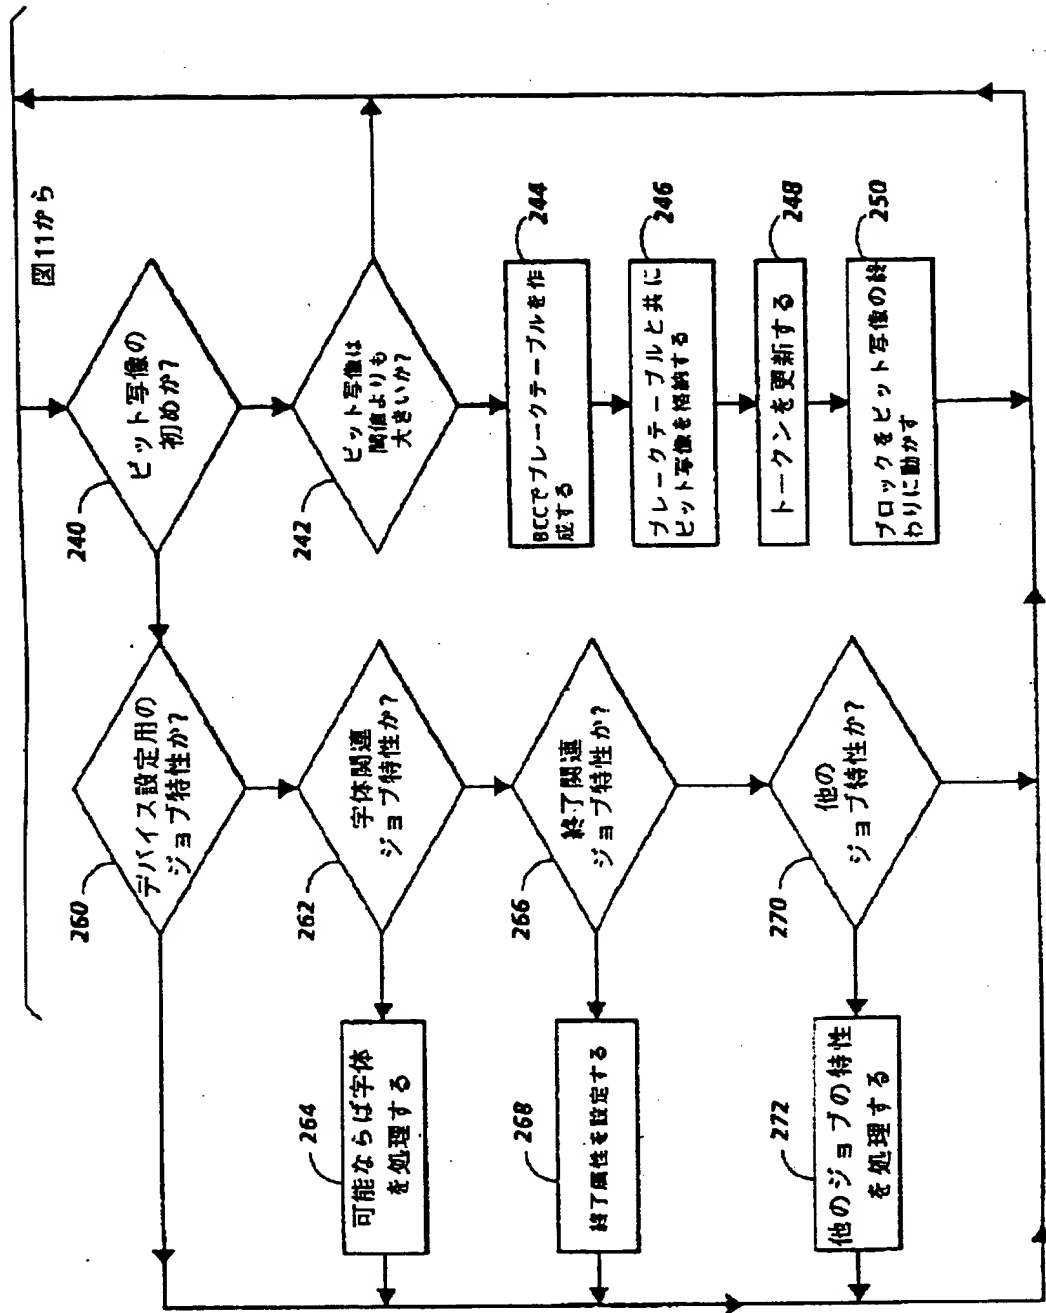 図11から
240
ビット写像の
初めか?
242
ビット写像は
閾値よりも
大きいか?
244
BCCでブレークテーブルを作
成する
246
ブレークテーブルと共に
ビット写像を格納する
248
トークンを更新する
250
ブロックをビット写像の終
わりに動かす
260
デバイス設定用の
ジョブ特性か?
262
字体関連
ジョブ特性か?
264
可能ならば字体
を処理する
266
終了関連
ジョブ特性か?
268
終了属性を設定する
270
他の
ジョブ特性か?
272
他のジョブの特性
を処理する